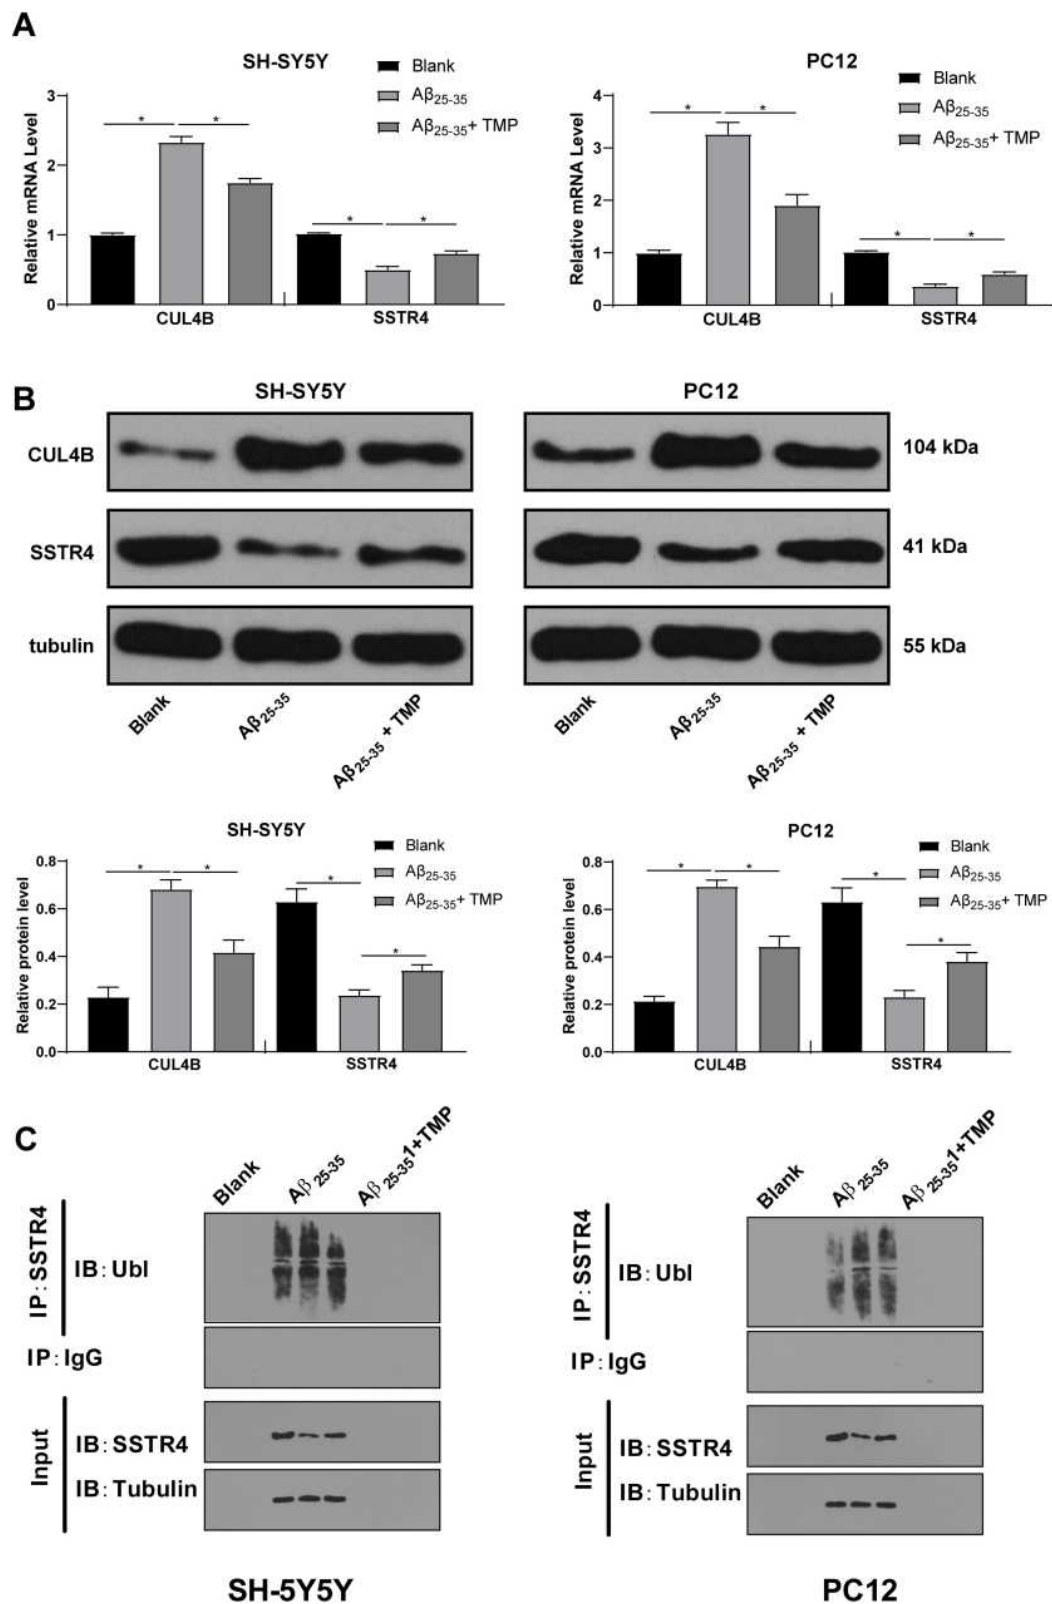 A
SH-SY5Y
Blank
Aβ25-35
Aβ25-35+ TMP
Relative mRNA Level
3
2
1
0
*
*
*
*
CUL4B
SSTR4
PC12
Blank
Aβ25-35
Aβ25-35+ TMP
Relative mRNA Level
4
3
2
1
0
*
*
*
*
CUL4B
SSTR4
B
SH-SY5Y
PC12
CUL4B
104 kDa
SSTR4
41 kDa
tubulin
55 kDa
Blank
Aβ25-35
Aβ25-35 + TMP
Blank
Aβ25-35
Aβ25-35 + TMP
SH-SY5Y
Blank
Aβ25-35
Aβ25-35+ TMP
Relative protein level
0.8
0.6
0.4
0.2
0.0
*
*
*
*
CUL4B
SSTR4
PC12
Blank
Aβ25-35
Aβ25-35+ TMP
Relative protein level
0.8
0.6
0.4
0.2
0.0
*
*
*
*
CUL4B
SSTR4
C
Blank
Aβ 25-35
Aβ 25-35 1+TMP
IP: SSTR4
IB: Ubl
IP: IgG
Input
IB: SSTR4
IB: Tubulin
SH-5Y5Y
Blank
Aβ 25-35
Aβ 25-35 1+TMP
IP: SSTR4
IB: Ubl
IP: IgG
Input
IB: SSTR4
IB: Tubulin
PC12